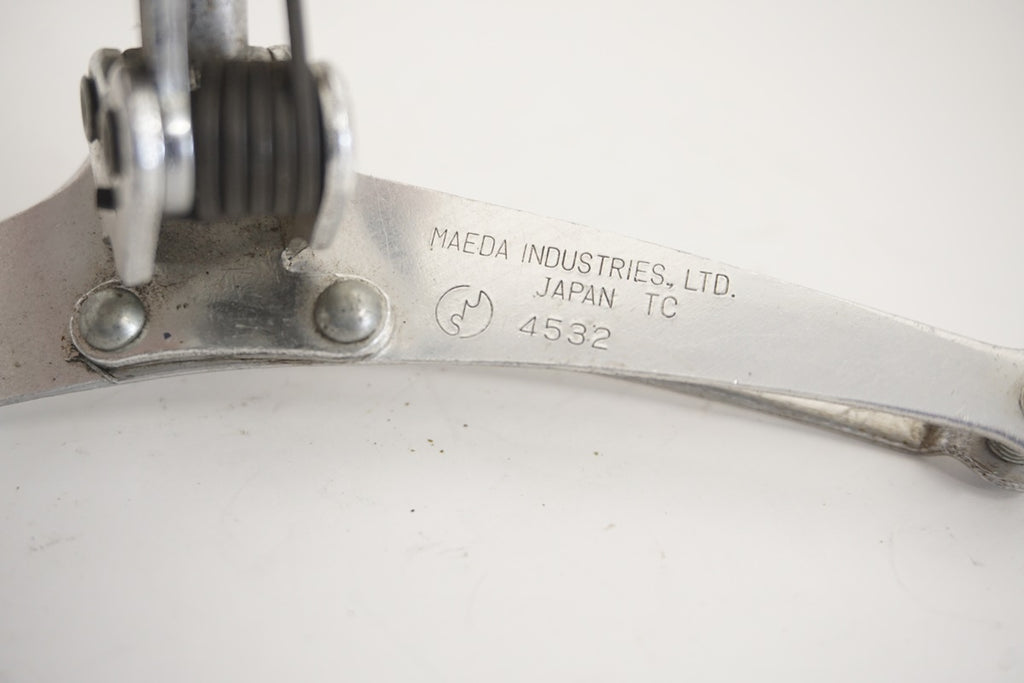 MAEDA INDUSTRIES., LTD.
JAPAN TC
4532